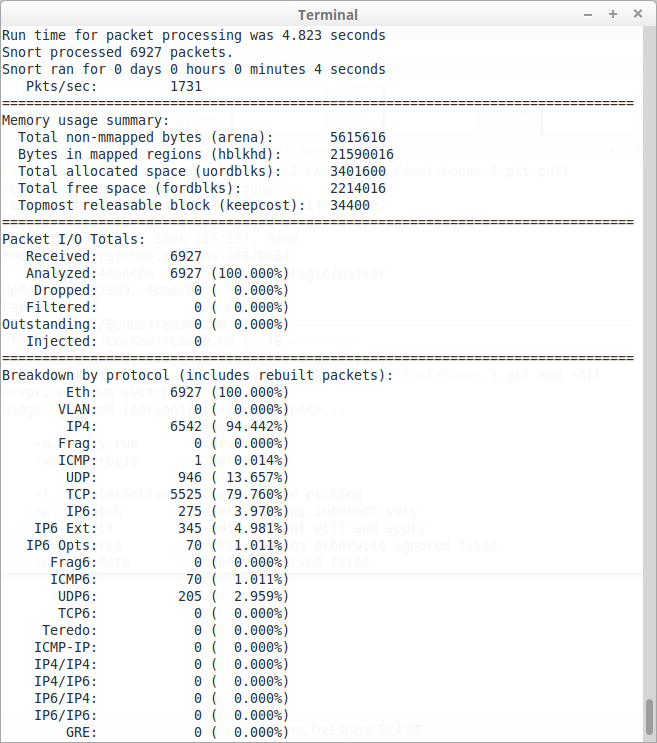 Terminal
Run time for packet processing was 4.823 seconds
Snort processed 6927 packets.
Snort ran for 0 days 0 hours 0 minutes 4 seconds
   Pkts/sec:         1731
===============================================================================
Memory usage summary:
  Total non-mmapped bytes (arena):       5615616
  Bytes in mapped regions (hblkhd):      21590016
  Total allocated space (uordblks):      3401600
  Total free space (fordblks):           2214016
  Topmost releasable block (keepcost):   34400
===============================================================================
Packet I/O Totals:
   Received:         6927
   Analyzed:         6927 (100.000%)
    Dropped:            0 (  0.000%)
   Filtered:            0 (  0.000%)
Outstanding:            0 (  0.000%)
   Injected:            0
===============================================================================
Breakdown by protocol (includes rebuilt packets):
        Eth:         6927 (100.000%)
       VLAN:            0 (  0.000%)
        IP4:         6542 ( 94.442%)
       Frag:            0 (  0.000%)
       ICMP:            1 (  0.014%)
        UDP:          946 ( 13.657%)
        TCP:         5525 ( 79.760%)
        IP6:          275 (  3.970%)
    IP6 Ext:          345 (  4.981%)
   IP6 Opts:           70 (  1.011%)
      Frag6:            0 (  0.000%)
      ICMP6:           70 (  1.011%)
       UDP6:          205 (  2.959%)
       TCP6:            0 (  0.000%)
     Teredo:            0 (  0.000%)
    ICMP-IP:            0 (  0.000%)
    IP4/IP4:            0 (  0.000%)
    IP4/IP6:            0 (  0.000%)
    IP6/IP4:            0 (  0.000%)
    IP6/IP6:            0 (  0.000%)
        GRE:            0 (  0.000%)